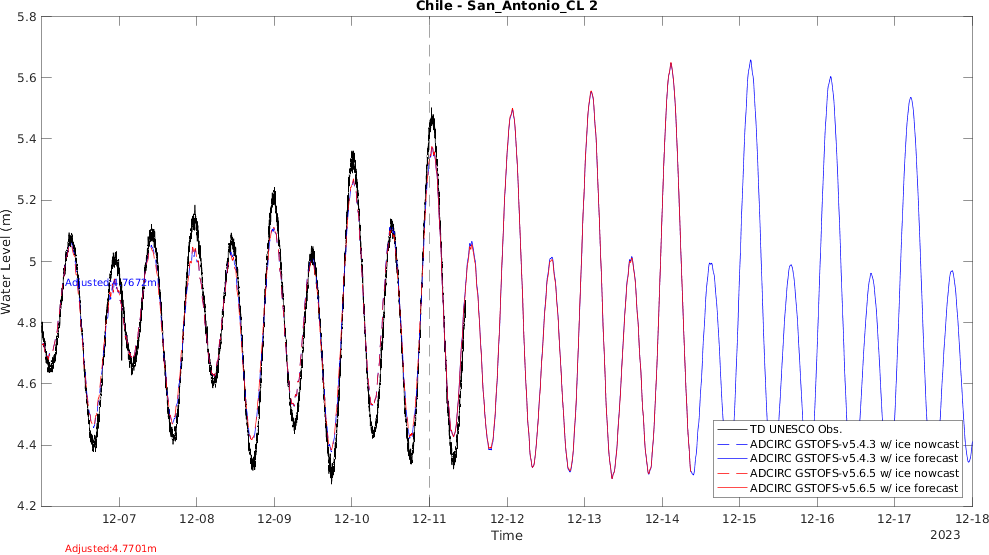 Chile - San_Antonio_CL 2
5.8
5.6
5.4
5.2
5
4.8
4.6
4.4
4.2
Water Level (m)
Adjusted:4.7672m
TD UNESCO Obs.
ADCIRC GSTOFS-v5.4.3 w/ ice nowcast
ADCIRC GSTOFS-v5.4.3 w/ ice forecast
ADCIRC GSTOFS-v5.6.5 w/ ice nowcast
ADCIRC GSTOFS-v5.6.5 w/ ice forecast
12-07 12-08 12-09 12-10 12-11 12-12 12-13 12-14 12-15 12-16 12-17 12-18
Time
2023
Adjusted:4.7701m